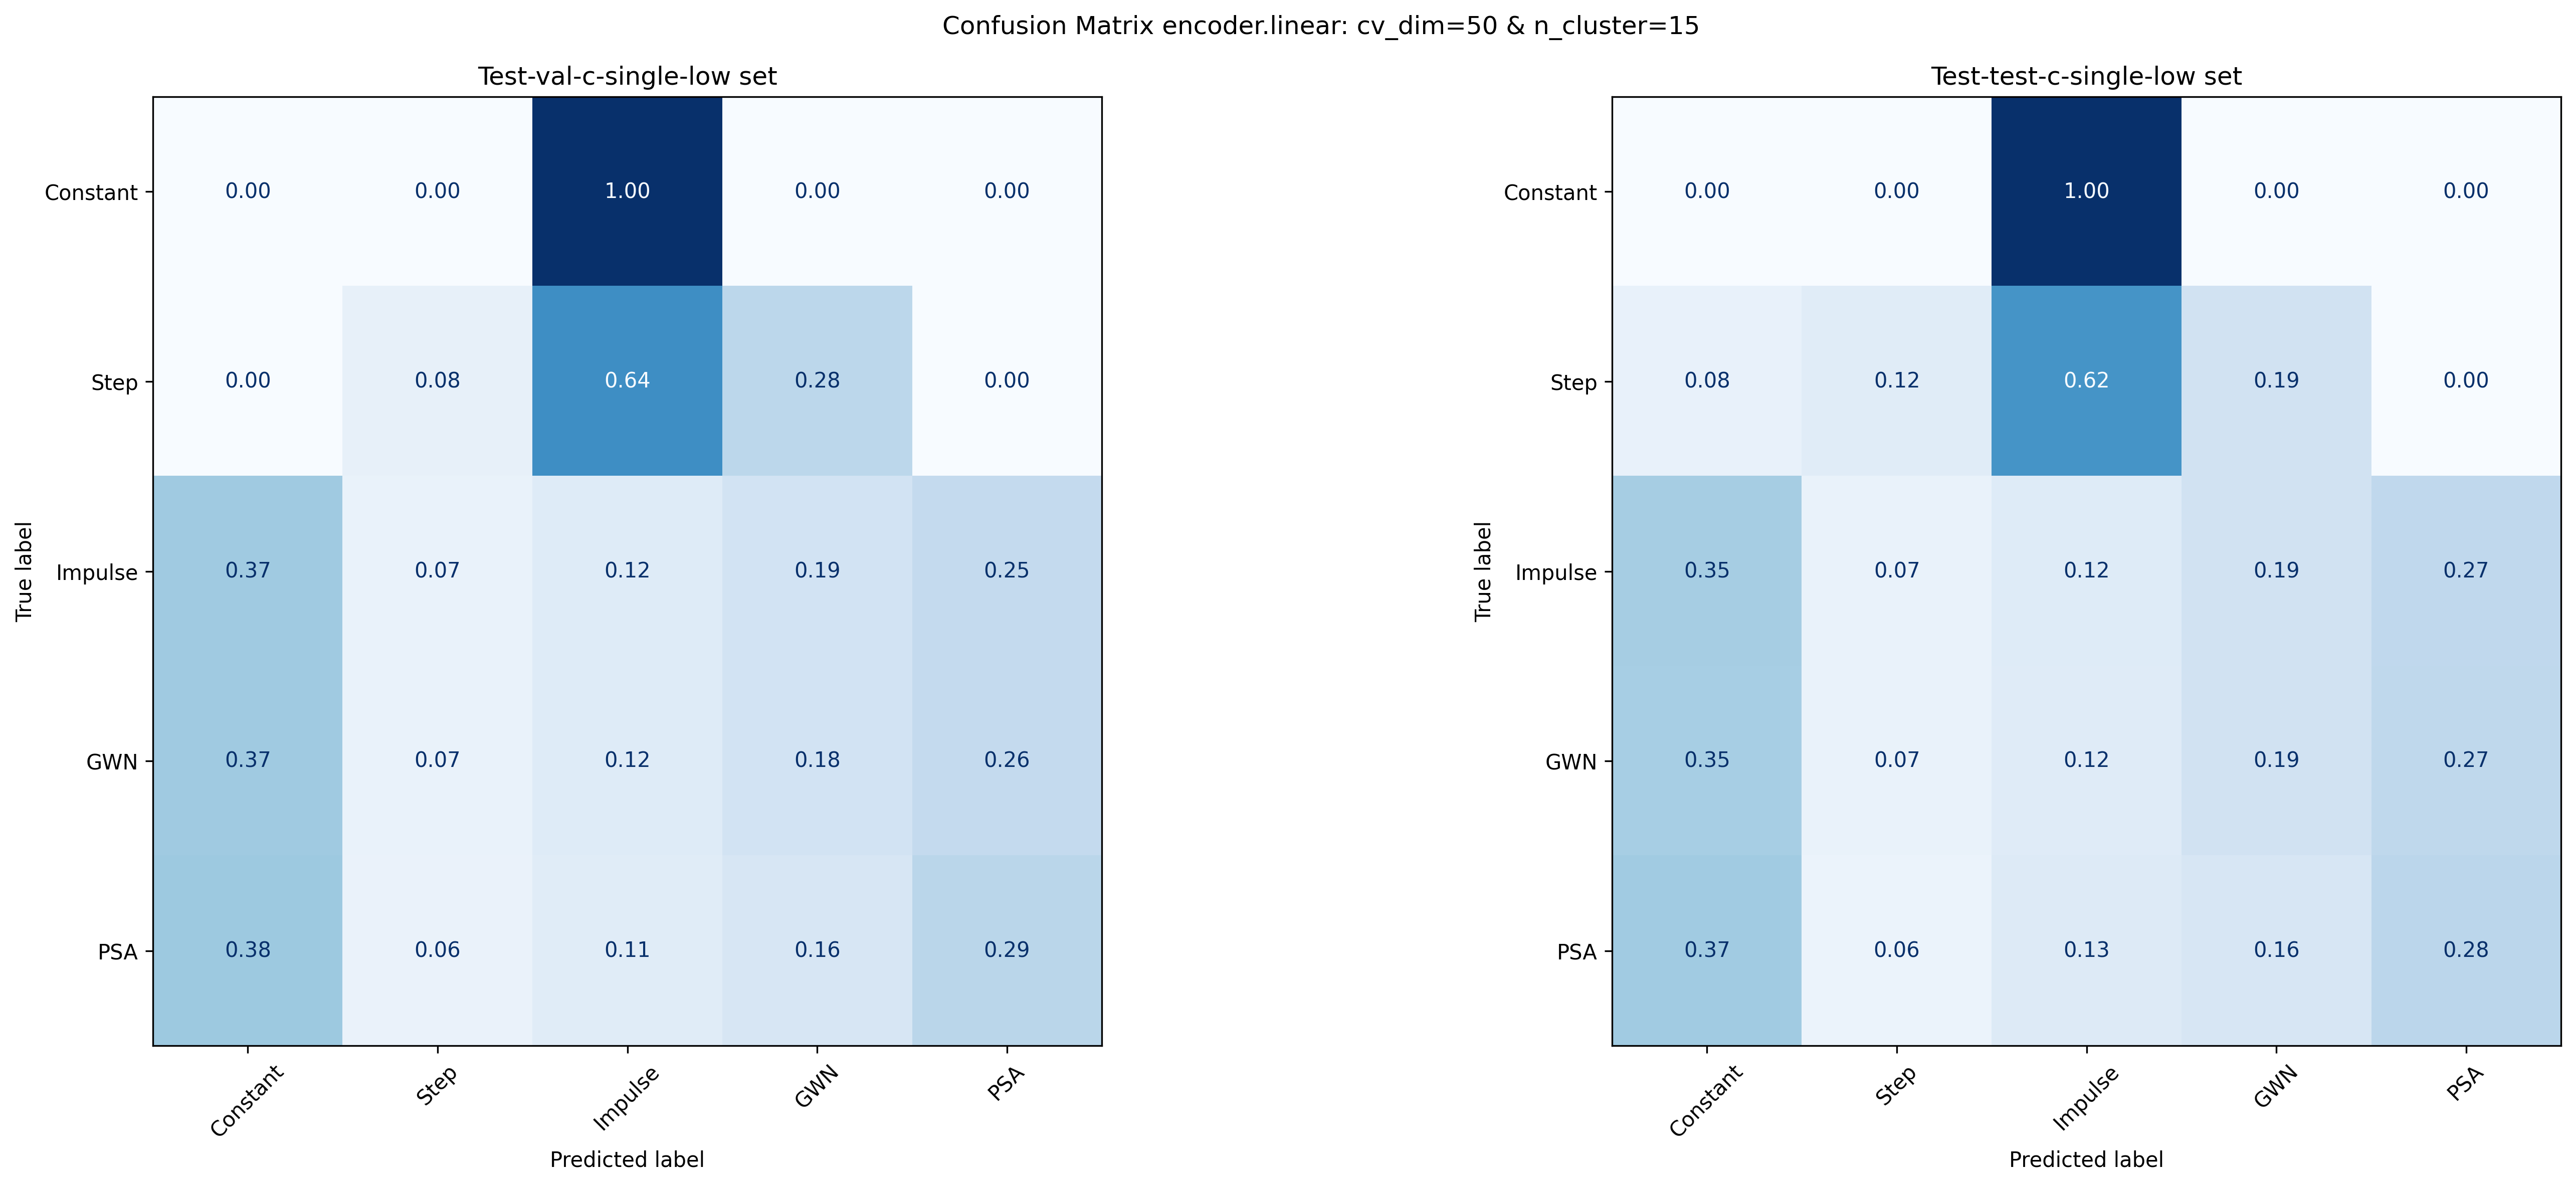 Confusion Matrix encoder.linear: cv_dim=50 & n_cluster=15
Test-val-c-single-low set
True label
Constant 0.00 0.00 1.00 0.00 0.00
Step 0.00 0.08 0.64 0.28 0.00
Impulse 0.37 0.07 0.12 0.19 0.25
GWN 0.37 0.07 0.12 0.18 0.26
PSA 0.38 0.06 0.11 0.16 0.29
Constant Step Impulse GWN PSA
Predicted label
Test-test-c-single-low set
True label
Constant 0.00 0.00 1.00 0.00 0.00
Step 0.08 0.12 0.62 0.19 0.00
Impulse 0.35 0.07 0.12 0.19 0.27
GWN 0.35 0.07 0.12 0.19 0.27
PSA 0.37 0.06 0.13 0.16 0.28
Constant Step Impulse GWN PSA
Predicted label